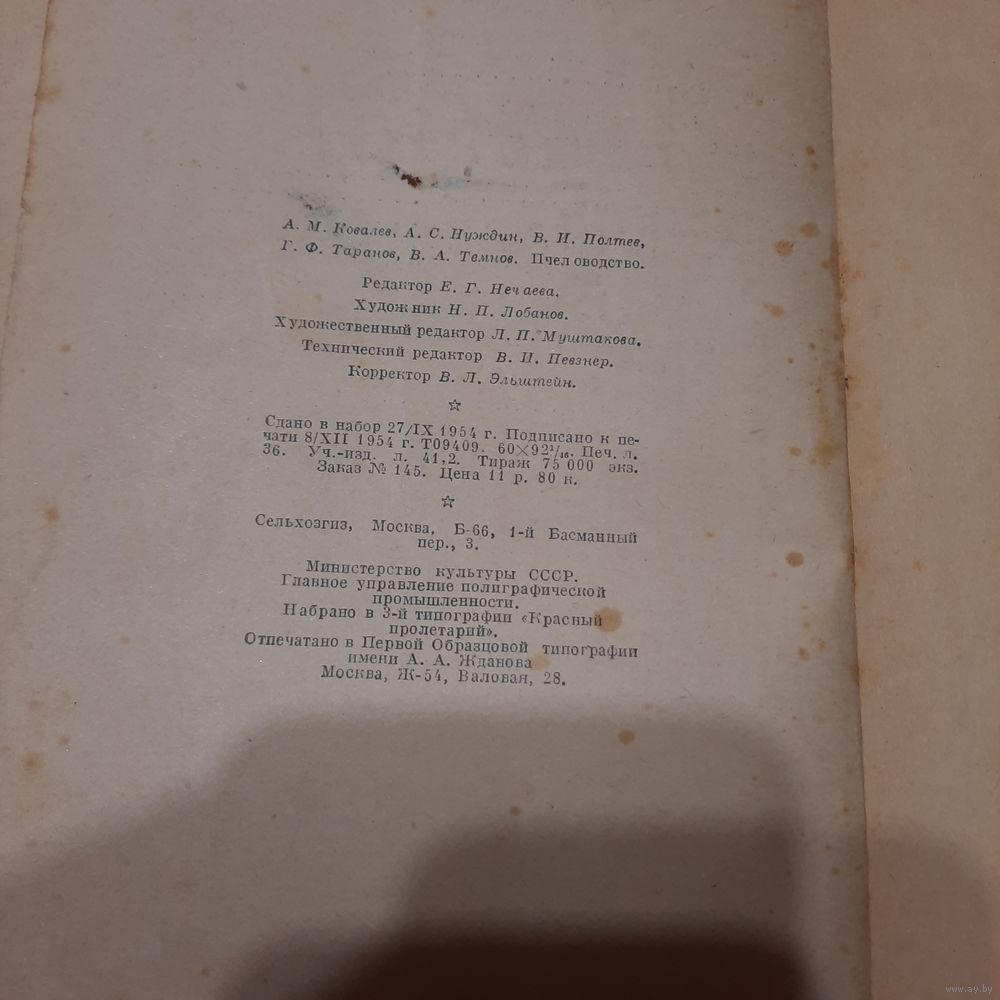 А. М. Ковалев, А. С. Нуждин, В. И. Полтев,
Г. Ф. Таранов, В. А. Темнов. Пчеловодство.
Редактор Е. Г. Нечаева.
Художник Н. П. Лобанов.
Художественный редактор Л. П. Муштакова.
Технический редактор В. И. Певзнер.
Корректор В. Л. Эльштейн.
☆
Сдано в набор 27/IX 1954 г. Подписано к пе-
чати 8/XII 1954 г. Т09409. 60×92¹/₁₆. Печ. л.
36. Уч.-изд. л. 41,2. Тираж 75 000 экз.
Заказ № 145. Цена 11 р. 80 к.
☆
Сельхозгиз, Москва, Б-66, 1-й Басманный
пер., 3.
Министерство культуры СССР.
Главное управление полиграфической
промышленности.
Набрано в 3-й типографии «Красный
пролетарий».
Отпечатано в Первой Образцовой типографии
имени А. А. Жданова
Москва, Ж-54, Валовая, 28.
www.ay.by